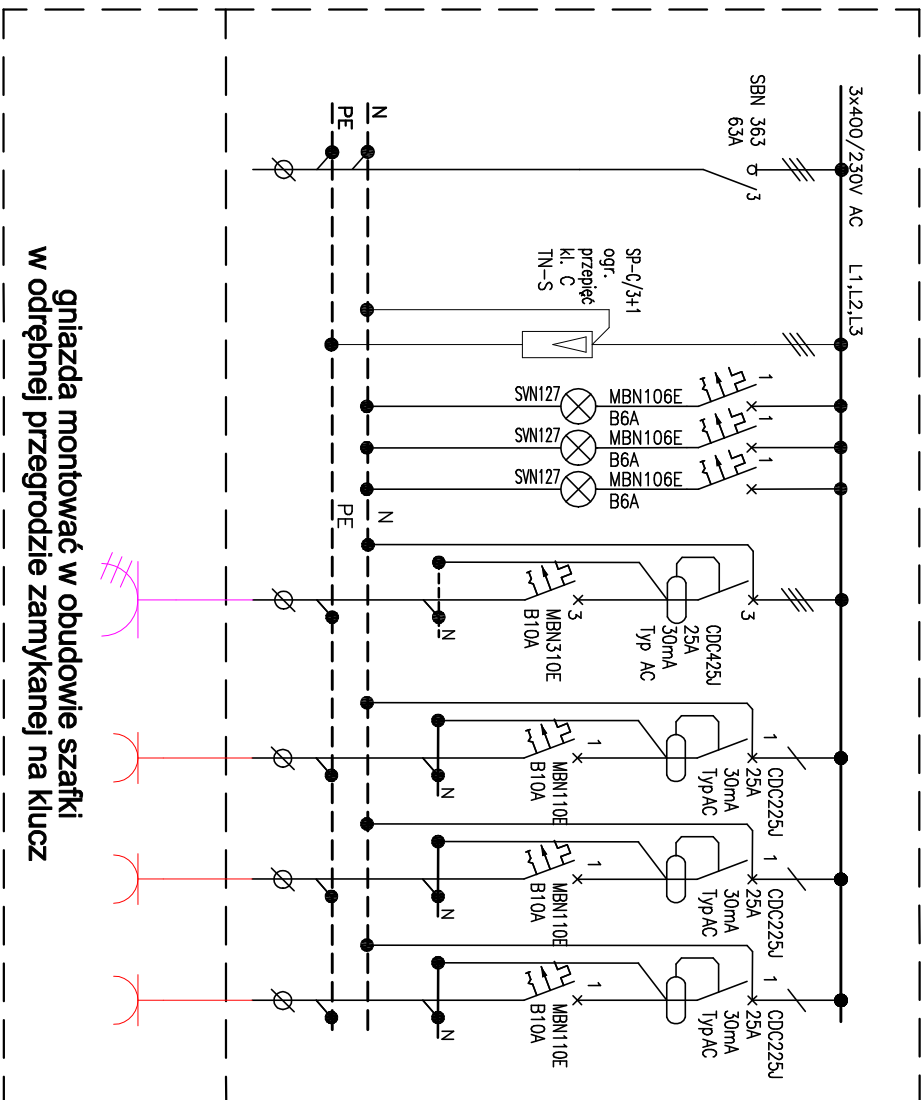 3x400/230V AC
L1,L2,L3
SBN 363
63A
3
N
PE
SP-C/3+1
ogr.
przepięć
kl. C
TN-S
1
MBN106E
B6A
SVN127
1
MBN106E
B6A
SVN127
1
MBN106E
B6A
SVN127
N
PE
3
CDC425J
25A
30mA
Typ AC
3
MBN310E
B10A
N
1
CDC225J
25A
30mA
TypAC
1
MBN110E
B10A
N
1
CDC225J
25A
30mA
TypAC
1
MBN110E
B10A
N
1
CDC225J
25A
30mA
TypAC
1
MBN110E
B10A
N
gniazda montować w obudowie szafki
w odrębnej przegrodzie zamykanej na klucz